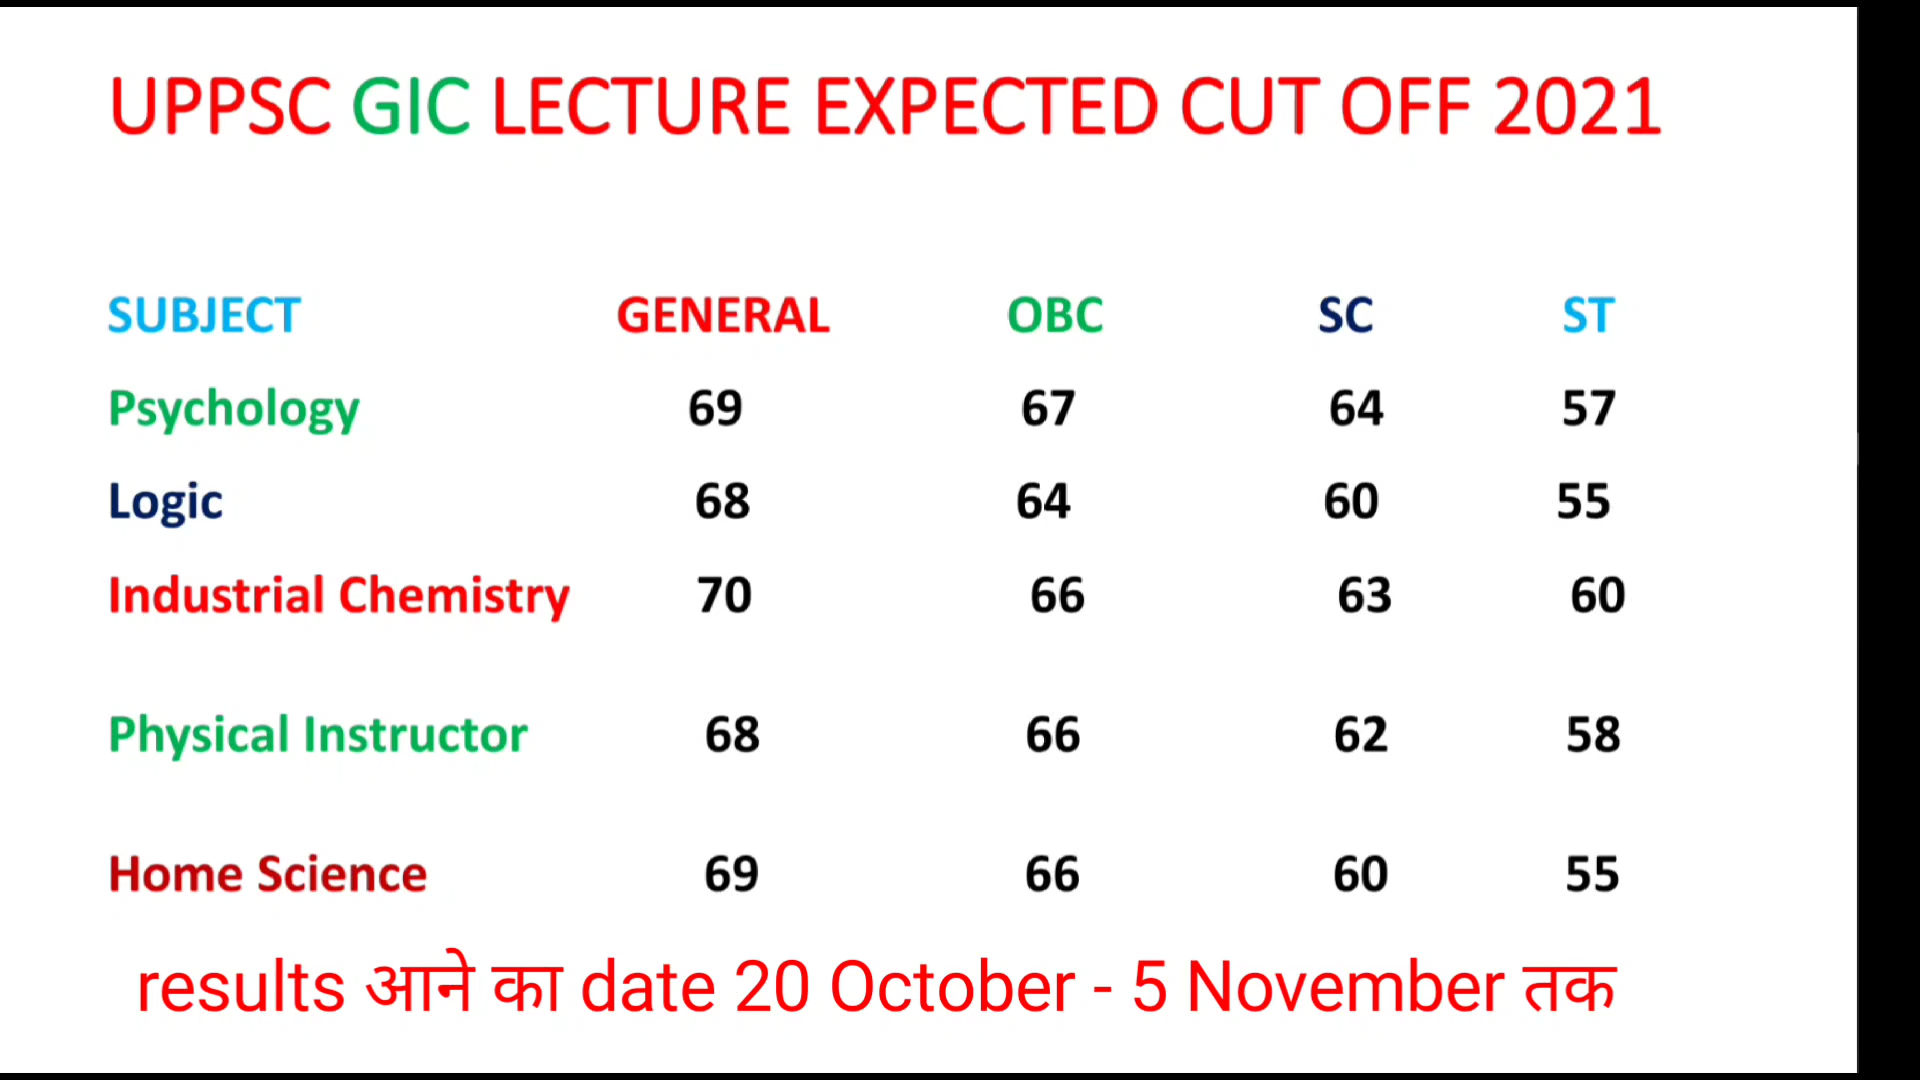 UPPSC GIC LECTURE EXPECTED CUT OFF 2021
SUBJECT GENERAL OBC SC ST
Psychology 69 67 64 57
Logic 68 64 60 55
Industrial Chemistry 70 66 63 60
Physical Instructor 68 66 62 58
Home Science 69 66 60 55
results आने का date 20 October - 5 November तक